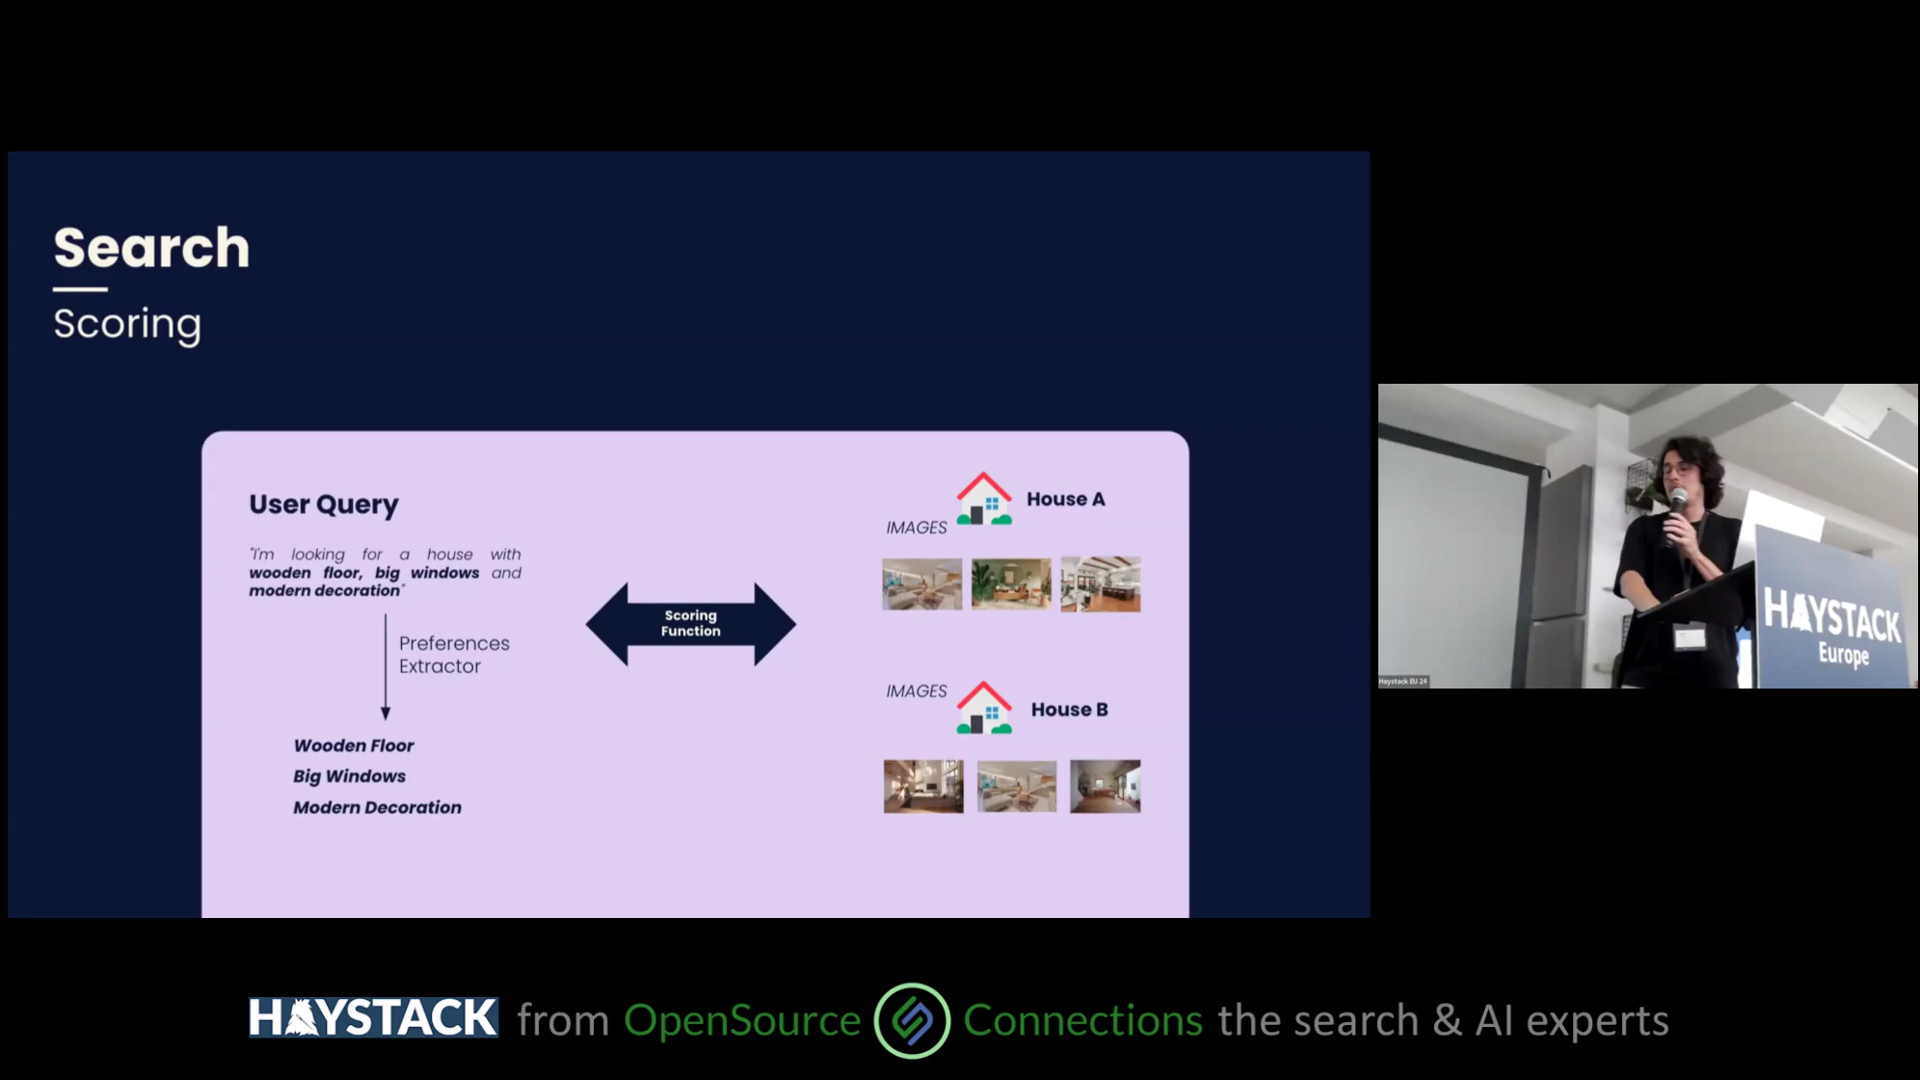 Search
Scoring
User Query
"I'm looking for a house with
wooden floor, big windows and
modern decoration"
Preferences
Extractor
Wooden Floor
Big Windows
Modern Decoration
Scoring
Function
House A
IMAGES
IMAGES
House B
HAYSTACK
Europe
Haystack EU 24
HAYSTACK from OpenSource Connections the search & AI experts